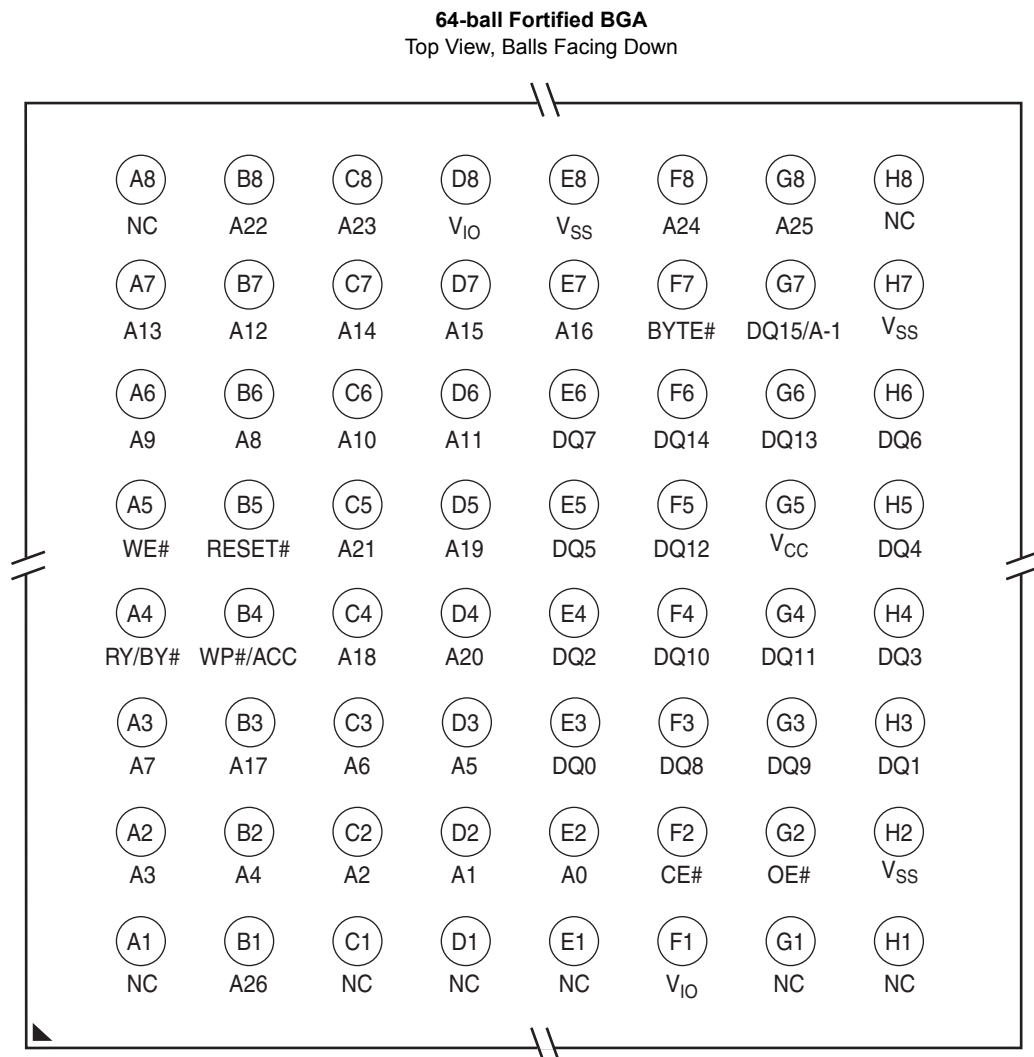 64-ball Fortified BGA
Top View, Balls Facing Down
A8 B8 C8 D8 E8 F8 G8 H8
NC A22 A23 VIO VSS A24 A25 NC
A7 B7 C7 D7 E7 F7 G7 H7
A13 A12 A14 A15 A16 BYTE# DQ15/A-1 VSS
A6 B6 C6 D6 E6 F6 G6 H6
A9 A8 A10 A11 DQ7 DQ14 DQ13 DQ6
A5 B5 C5 D5 E5 F5 G5 H5
WE# RESET# A21 A19 DQ5 DQ12 VCC DQ4
A4 B4 C4 D4 E4 F4 G4 H4
RY/BY# WP#/ACC A18 A20 DQ2 DQ10 DQ11 DQ3
A3 B3 C3 D3 E3 F3 G3 H3
A7 A17 A6 A5 DQ0 DQ8 DQ9 DQ1
A2 B2 C2 D2 E2 F2 G2 H2
A3 A4 A2 A1 A0 CE# OE# VSS
A1 B1 C1 D1 E1 F1 G1 H1
NC A26 NC NC NC VIO NC NC